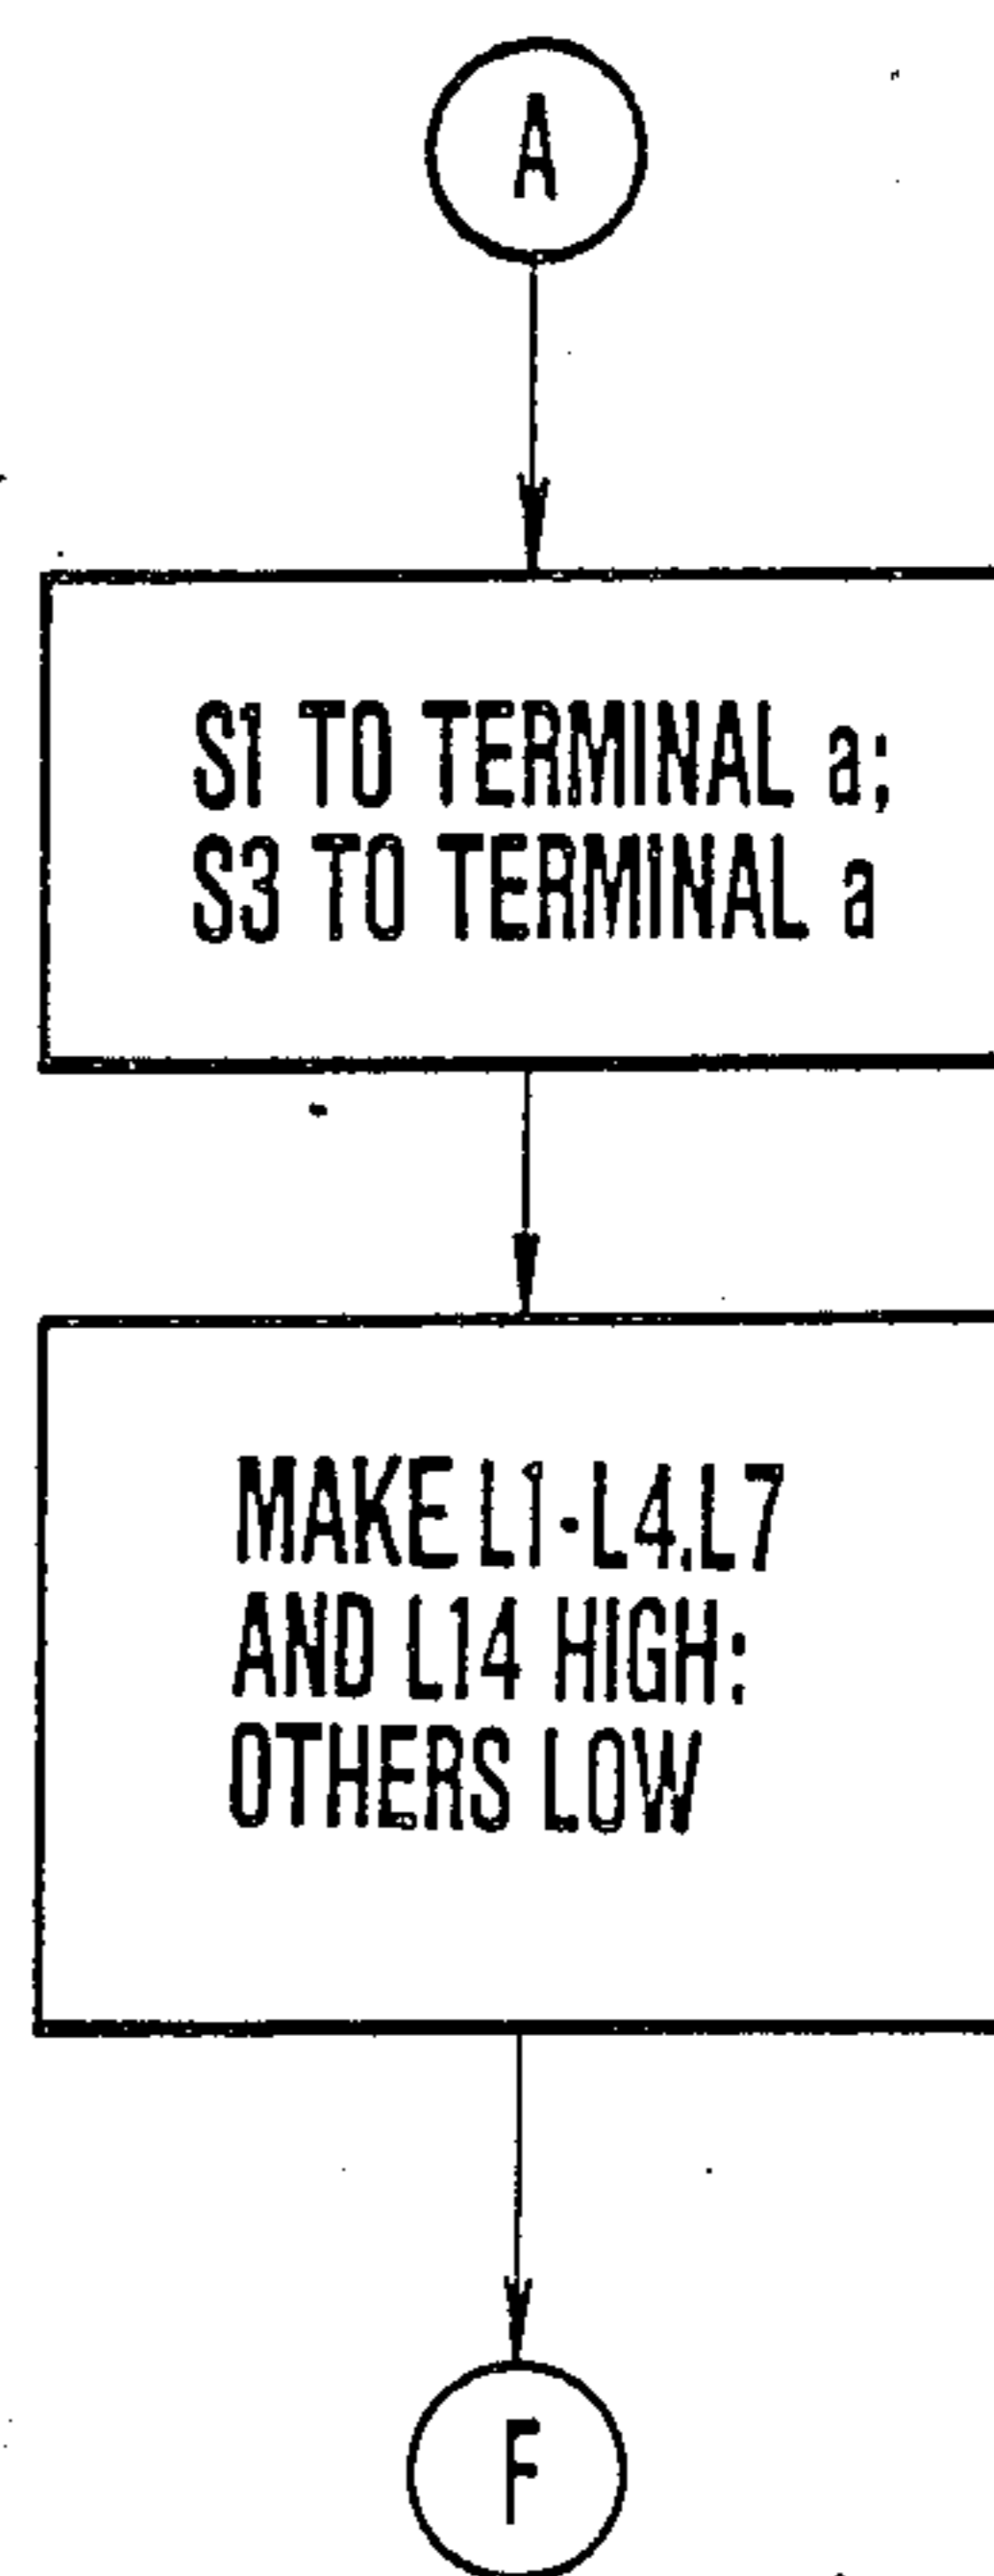 A
S1 TO TERMINAL a;
S3 TO TERMINAL a
MAKE L1·L4.L7
AND L14 HIGH:
OTHERS LOW
F